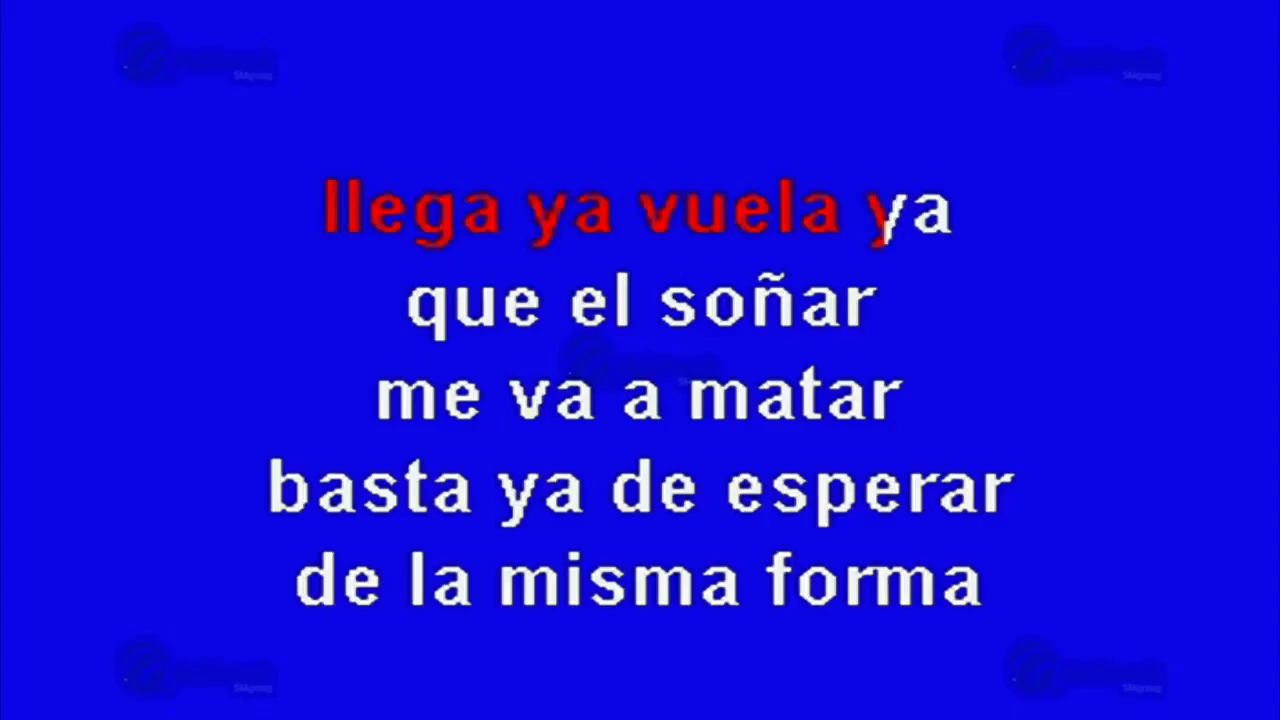 llega ya vuela ya
que el soñar
me va a matar
basta ya de esperar
de la misma forma